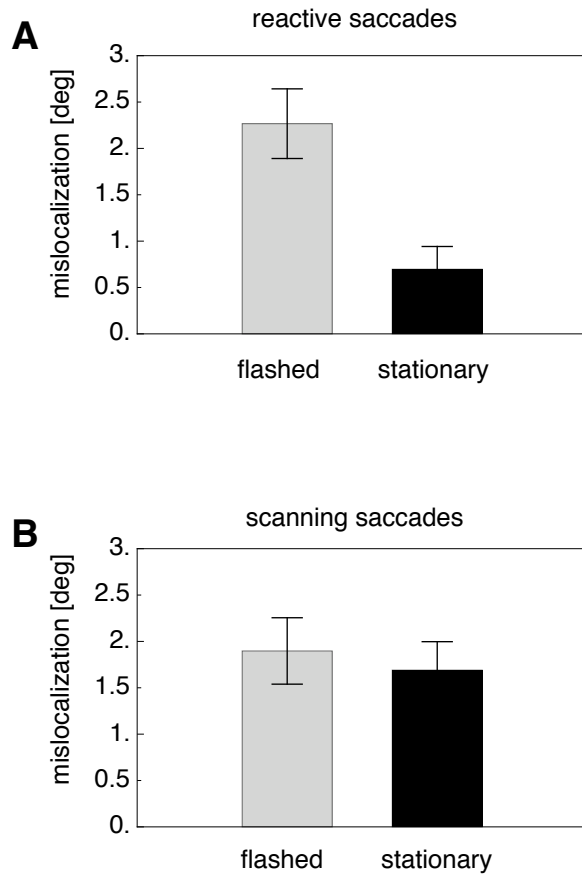 A
reactive saccades
mislocalization [deg]
3.
2.5
2.
1.5
1.
0.5
0.
flashed stationary
B
scanning saccades
mislocalization [deg]
3.
2.5
2.
1.5
1.
0.5
0.
flashed stationary